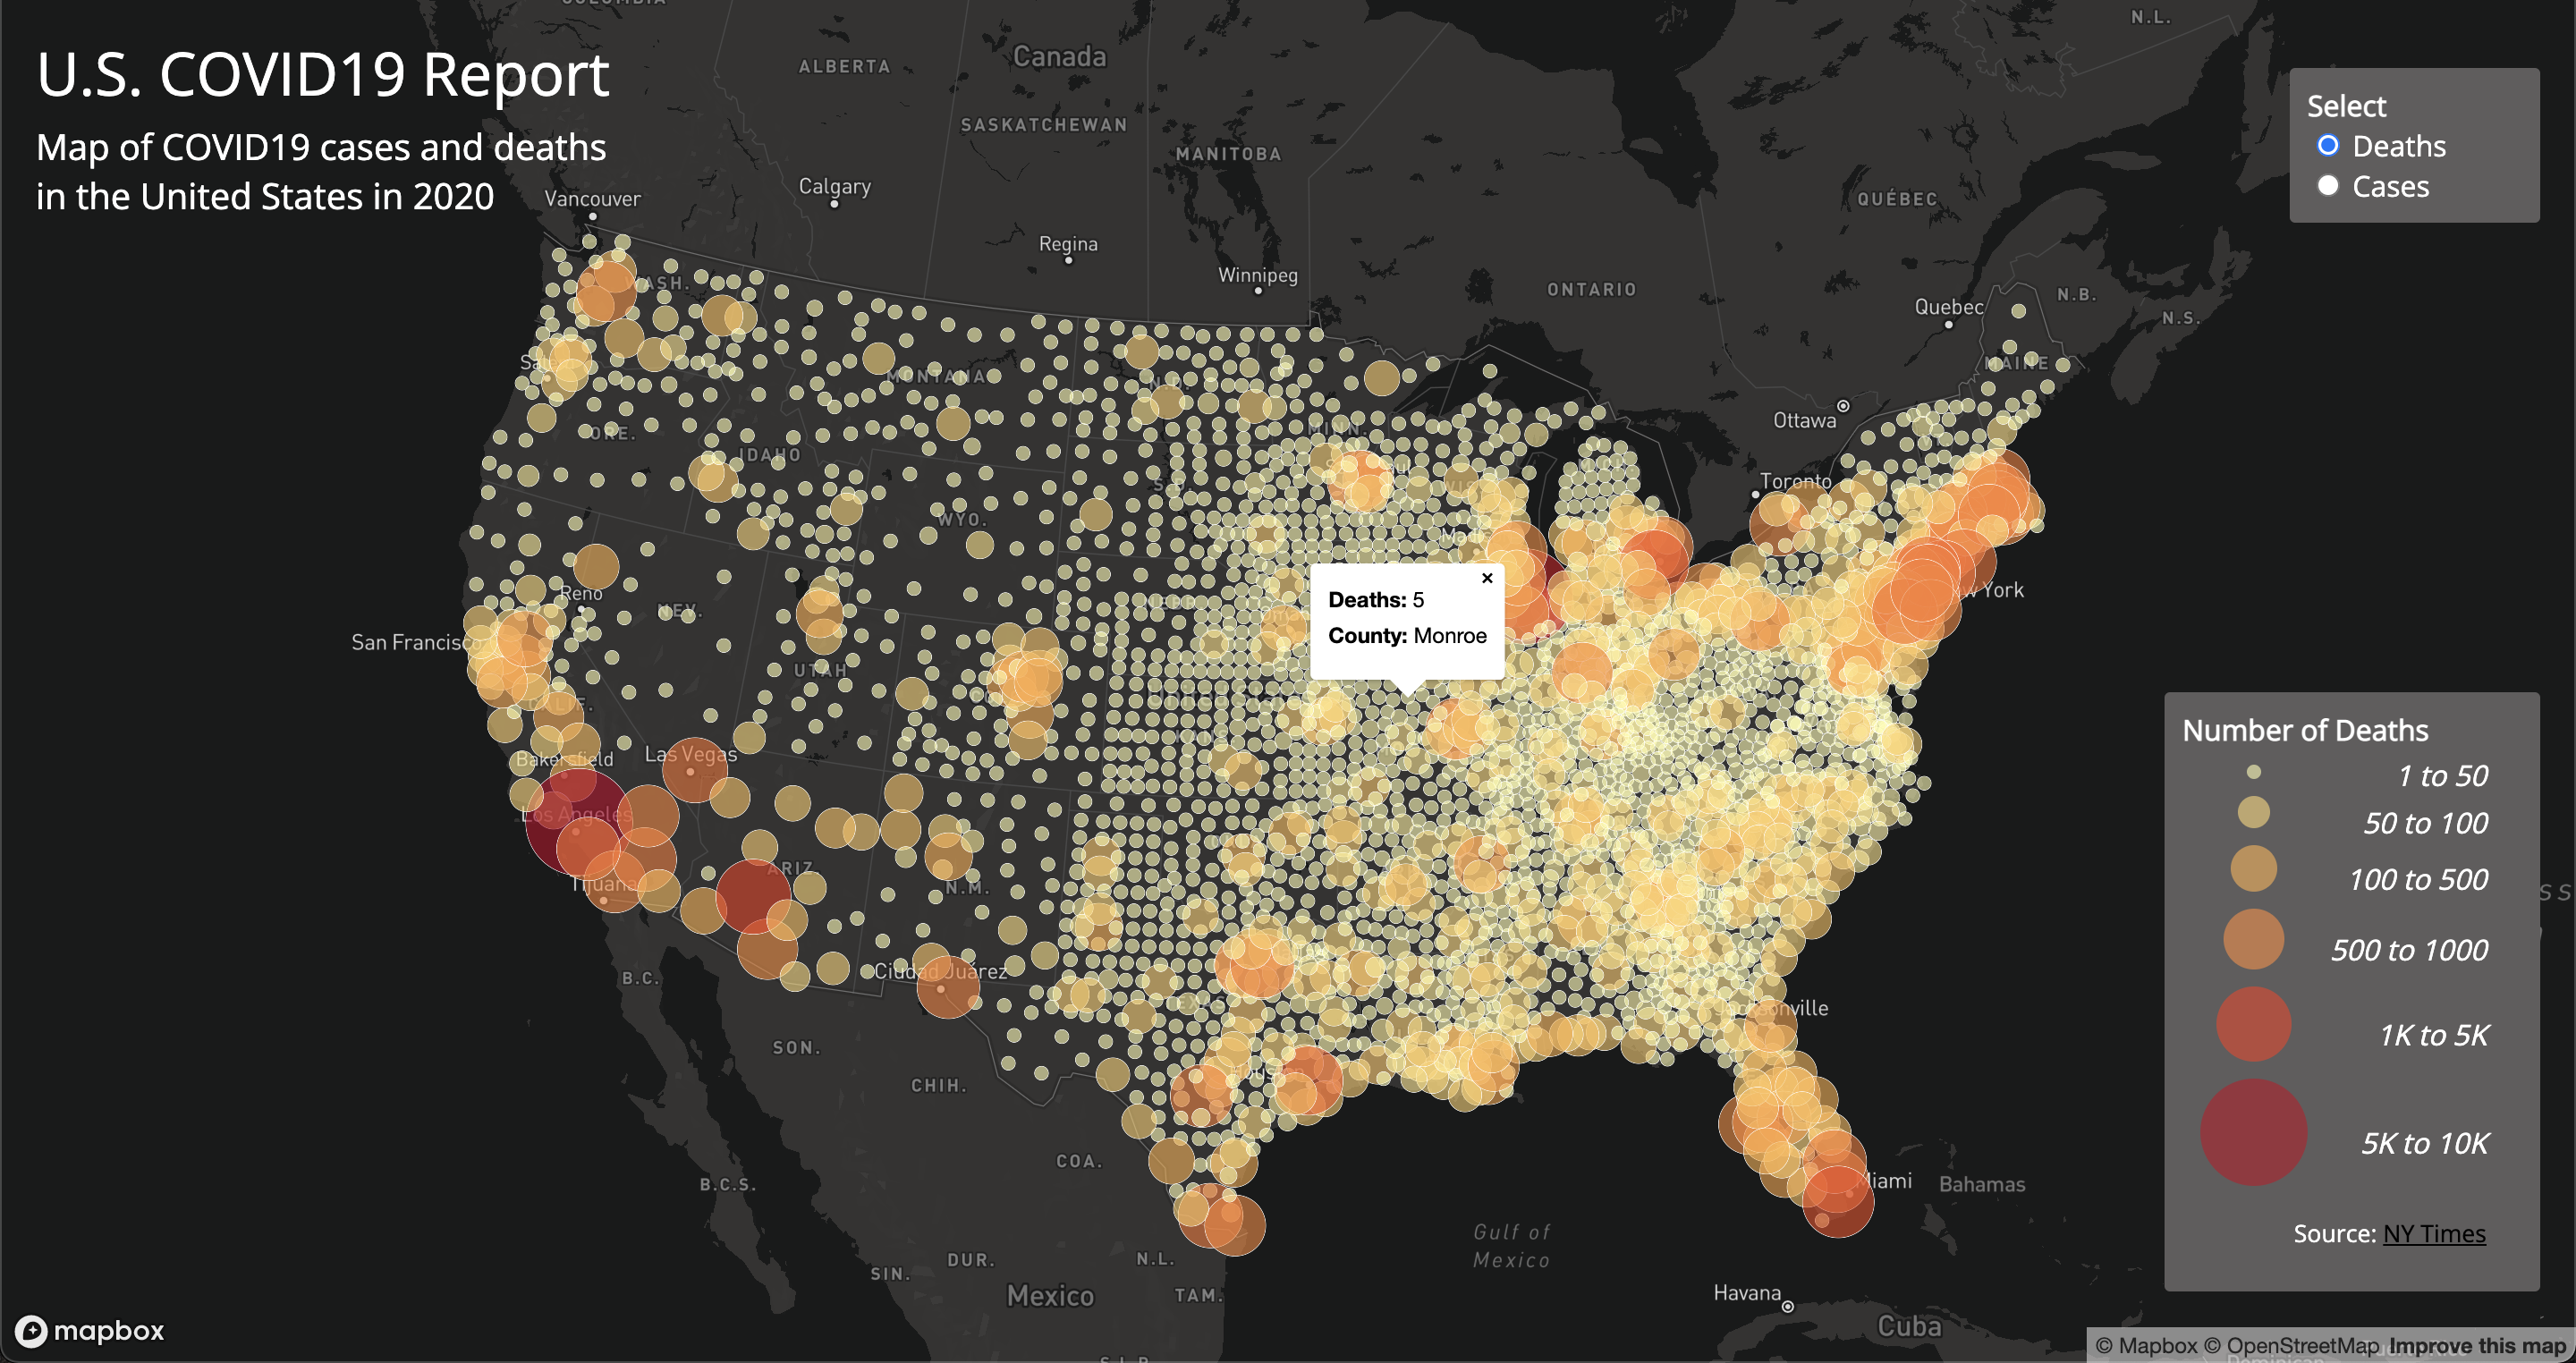 U.S. COVID19 Report
Map of COVID19 cases and deaths
in the United States in 2020
Select
Deaths
Cases
Canada
ALBERTA
SASKATCHEWAN
MANITOBA
ONTARIO
QUÉBEC
N.L.
N.B.
N.S.
Vancouver
Calgary
Regina
Winnipeg
Quebec
Ottawa
Toronto
WASH.
MONTANA
N.D.
MINN.
MAINE
ORE.
IDAHO
WYO.
Reno
NEV.
UTAH
San Francisco
Bakersfield
Las Vegas
Los Angeles
Tijuana
ARIZ.
N.M.
Ciudad Juárez
TEXAS
Houston
Jacksonville
Miami
Bahamas
B.C.
SON.
CHIH.
COA.
B.C.S.
SIN.
DUR.
N.L.
TAM.
Mexico
Gulf of
Mexico
Havana
Cuba
Deaths: 5
County: Monroe
×
Number of Deaths
1 to 50
50 to 100
100 to 500
500 to 1000
1K to 5K
5K to 10K
Source: NY Times
mapbox
© Mapbox © OpenStreetMap Improve this map